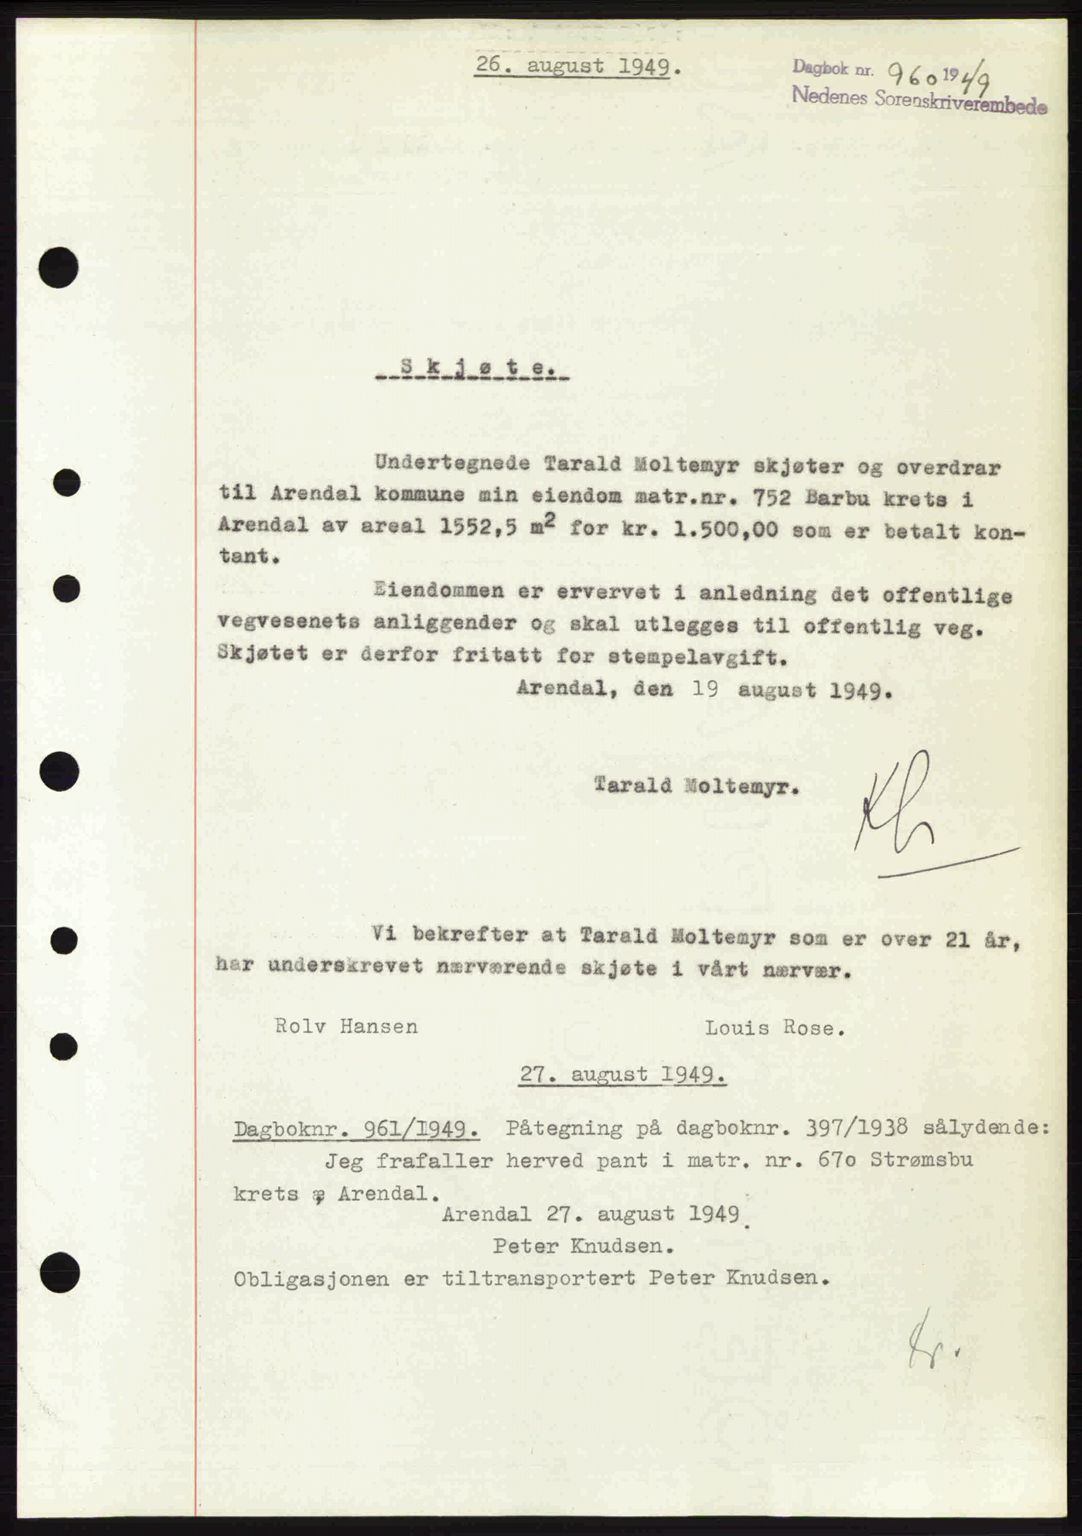 26. august 1949.
Dagbok nr. 960 1949
Nedenes Sorenskriverembede
Skjøte.
Undertegnede Tarald Moltemyr skjøter og overdrar
til Arendal kommune min eiendom matr.nr. 752 Barbu krets i
Arendal av areal 1552,5 m2 for kr. 1.500,00 som er betalt kon-
tant.
Eiendommen er ervervet i anledning det offentlige
vegvesenets anliggender og skal utlegges til offentlig veg.
Skjøtet er derfor fritatt for stempelavgift.
Arendal, den 19 august 1949.
Tarald Moltemyr.
Vi bekrefter at Tarald Moltemyr som er over 21 år,
har underskrevet nærværende skjøte i vårt nærvær.
Rolv Hansen Louis Rose.
27. august 1949.
Dagboknr. 961/1949. Påtegning på dagboknr. 397/1938 sålydende:
Jeg frafaller herved pant i matr. nr. 67o Strømsbu
krets Arendal.
Arendal 27. august 1949.
Peter Knudsen.
Obligasjonen er tiltransportert Peter Knudsen.